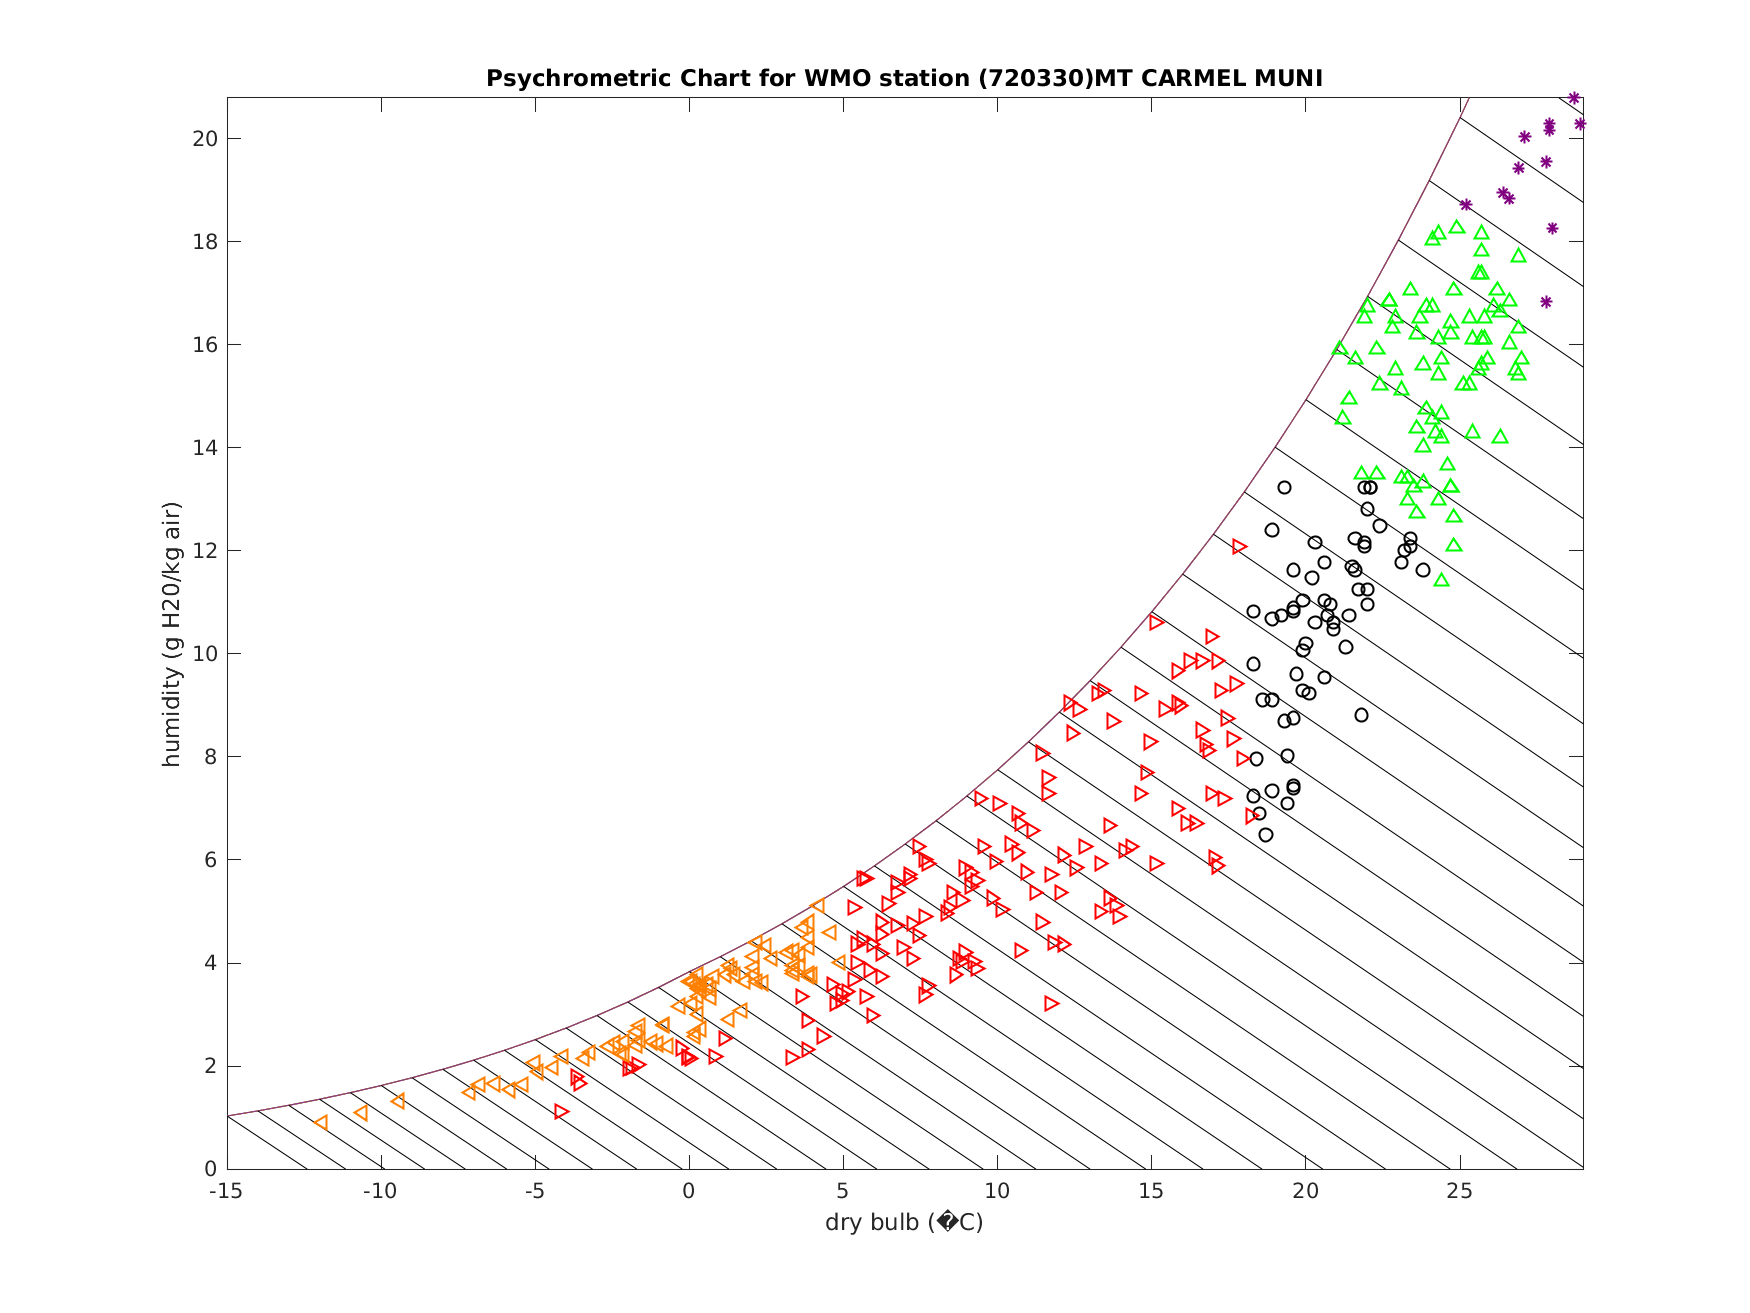 Psychrometric Chart for WMO station (720330)MT CARMEL MUNI
20
18
16
14
12
10
8
6
4
2
0
humidity (g H20/kg air)
-15 -10 -5 0 5 10 15 20 25
dry bulb (�C)